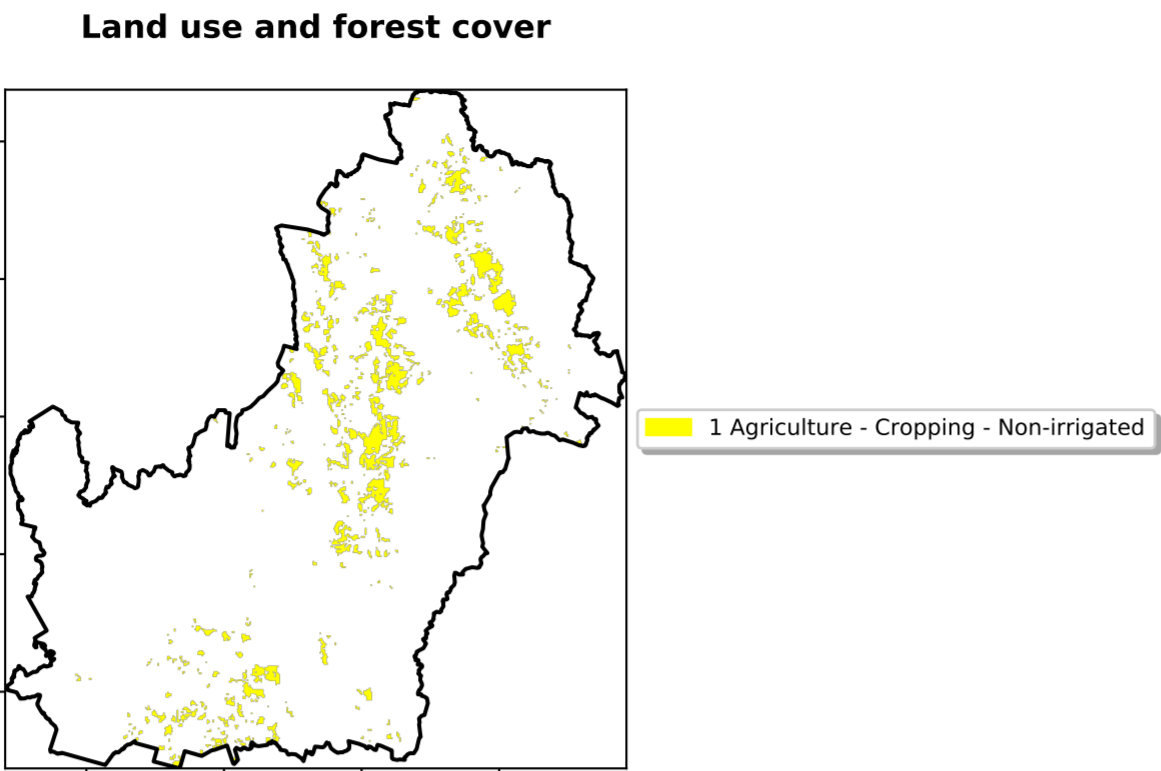 Land use and forest cover
1 Agriculture - Cropping - Non-irrigated